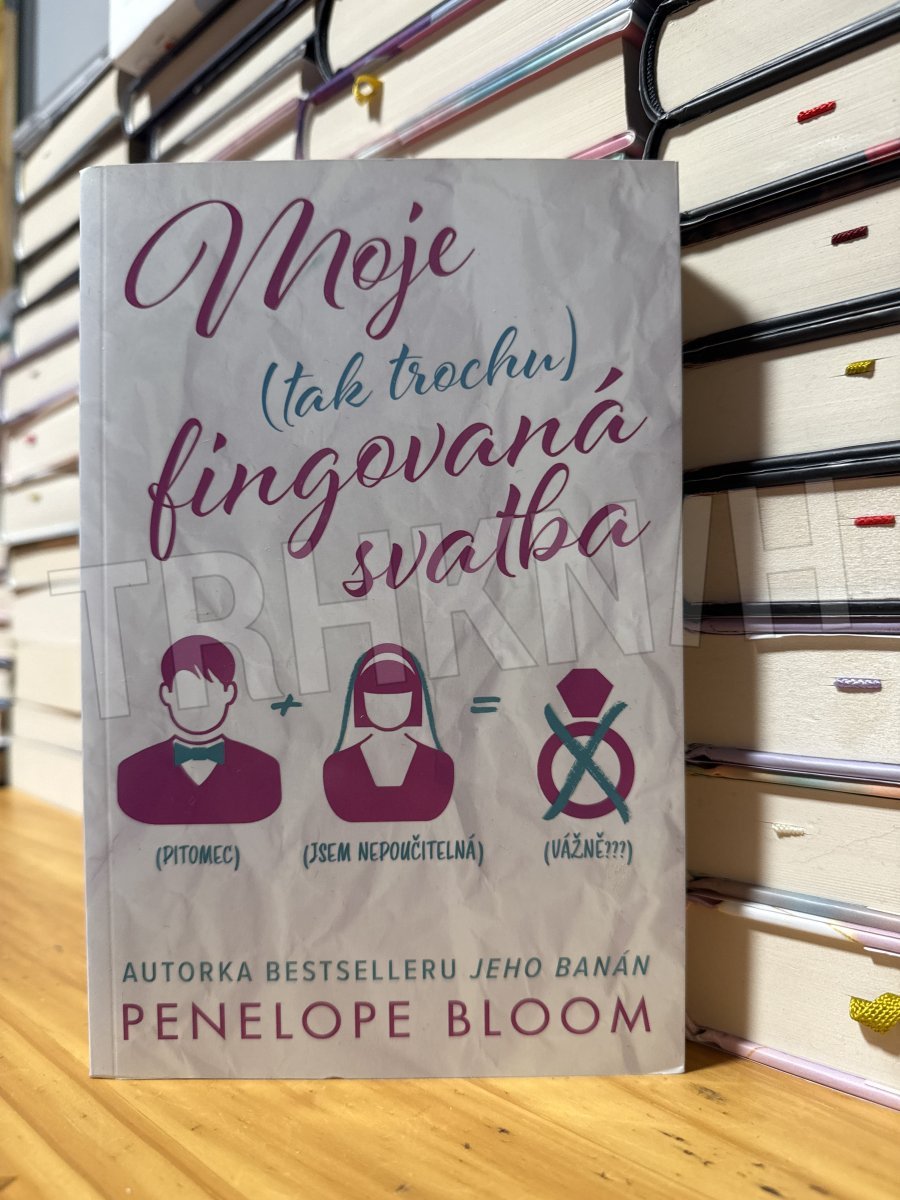 Moje
(tak trochu)
fingovaná
svatba
+ =
(PITOMEC) (JSEM NEPOUČITELNÁ) (VÁŽNĚ???)
AUTORKA BESTSELLERU JEHO BANÁN
PENELOPE BLOOM
TRHKNIH